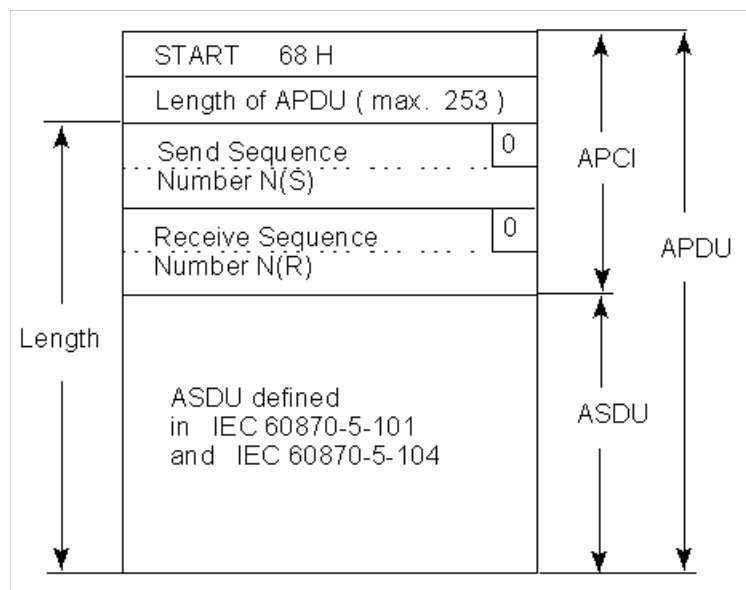 START 68 H
Length of APDU ( max. 253 )
Send Sequence
Number N(S)
0
Receive Sequence
Number N(R)
0
ASDU defined
in IEC 60870-5-101
and IEC 60870-5-104
Length
APCI
ASDU
APDU